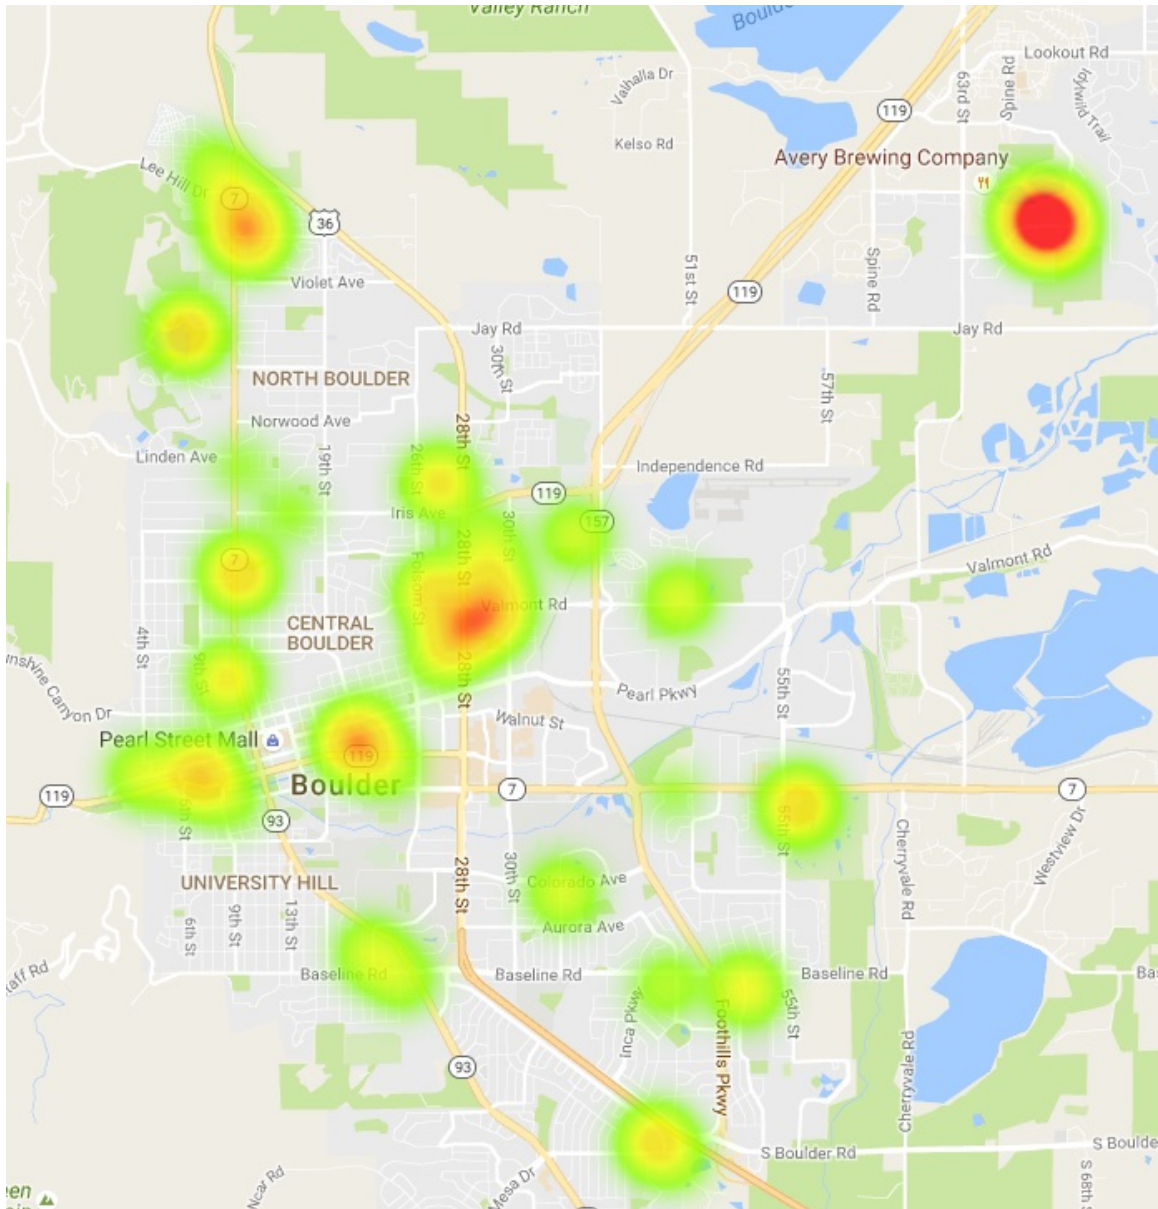 Valley Ranch
Lookout Rd
Valhalla Dr
63rd St
Spine Rd
119
Kelso Rd
Avery Brewing Company
Lee Hill Dr
7
36
Violet Ave
51st St
Spine Rd
119
Jay Rd
Jay Rd
30th St
57th St
NORTH BOULDER
Norwood Ave
28th St
19th St
26th St
Linden Ave
Independence Rd
119
Iris Ave
30th St
157
7
28th St
Folsom St
Valmont Rd
Valmont Rd
CENTRAL
BOULDER
4th St
9th St
28th St
55th St
Canyon Dr
Pearl Pkwy
Walnut St
Pearl Street Mall
119
Boulder
119
7
7
93
6th St
55th St
Cherryvale Rd
Westview Dr
28th St
30th St
Colorado Ave
UNIVERSITY HILL
6th St
9th St
13th St
Aurora Ave
Baseline Rd
Baseline Rd
Baseline Rd
55th St
Inca Pkwy
Foothills Pkwy
Cherryvale Rd
93
S Boulder Rd
S Boulde
Mesa Dr
Ncar Rd
S 68th